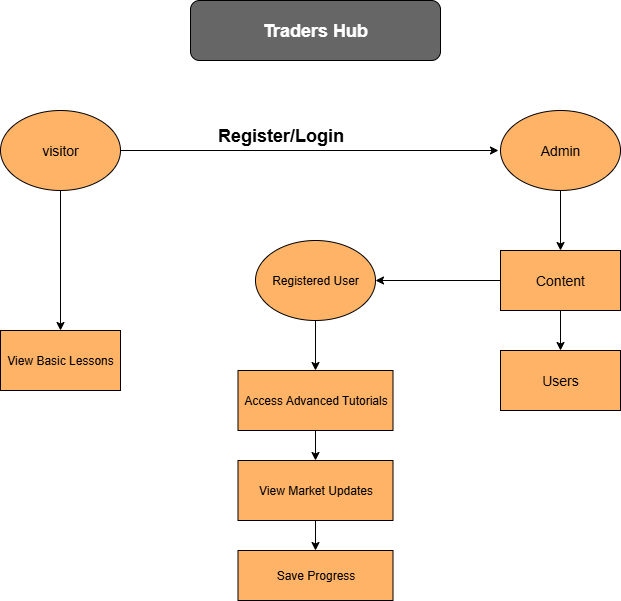 Traders Hub
visitor
Register/Login
Admin
Registered User
Content
View Basic Lessons
Access Advanced Tutorials
Users
View Market Updates
Save Progress